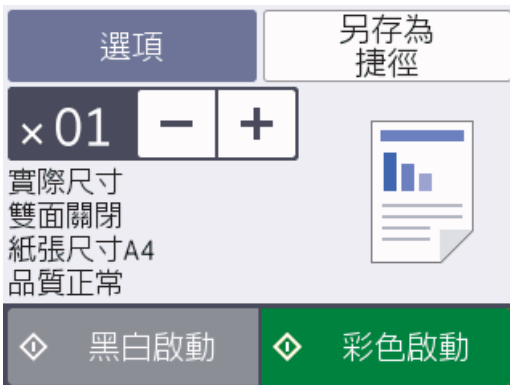 選項
另存為
捷徑
×01 − +
實際尺寸
雙面關閉
紙張尺寸A4
品質正常
黑白啟動
彩色啟動